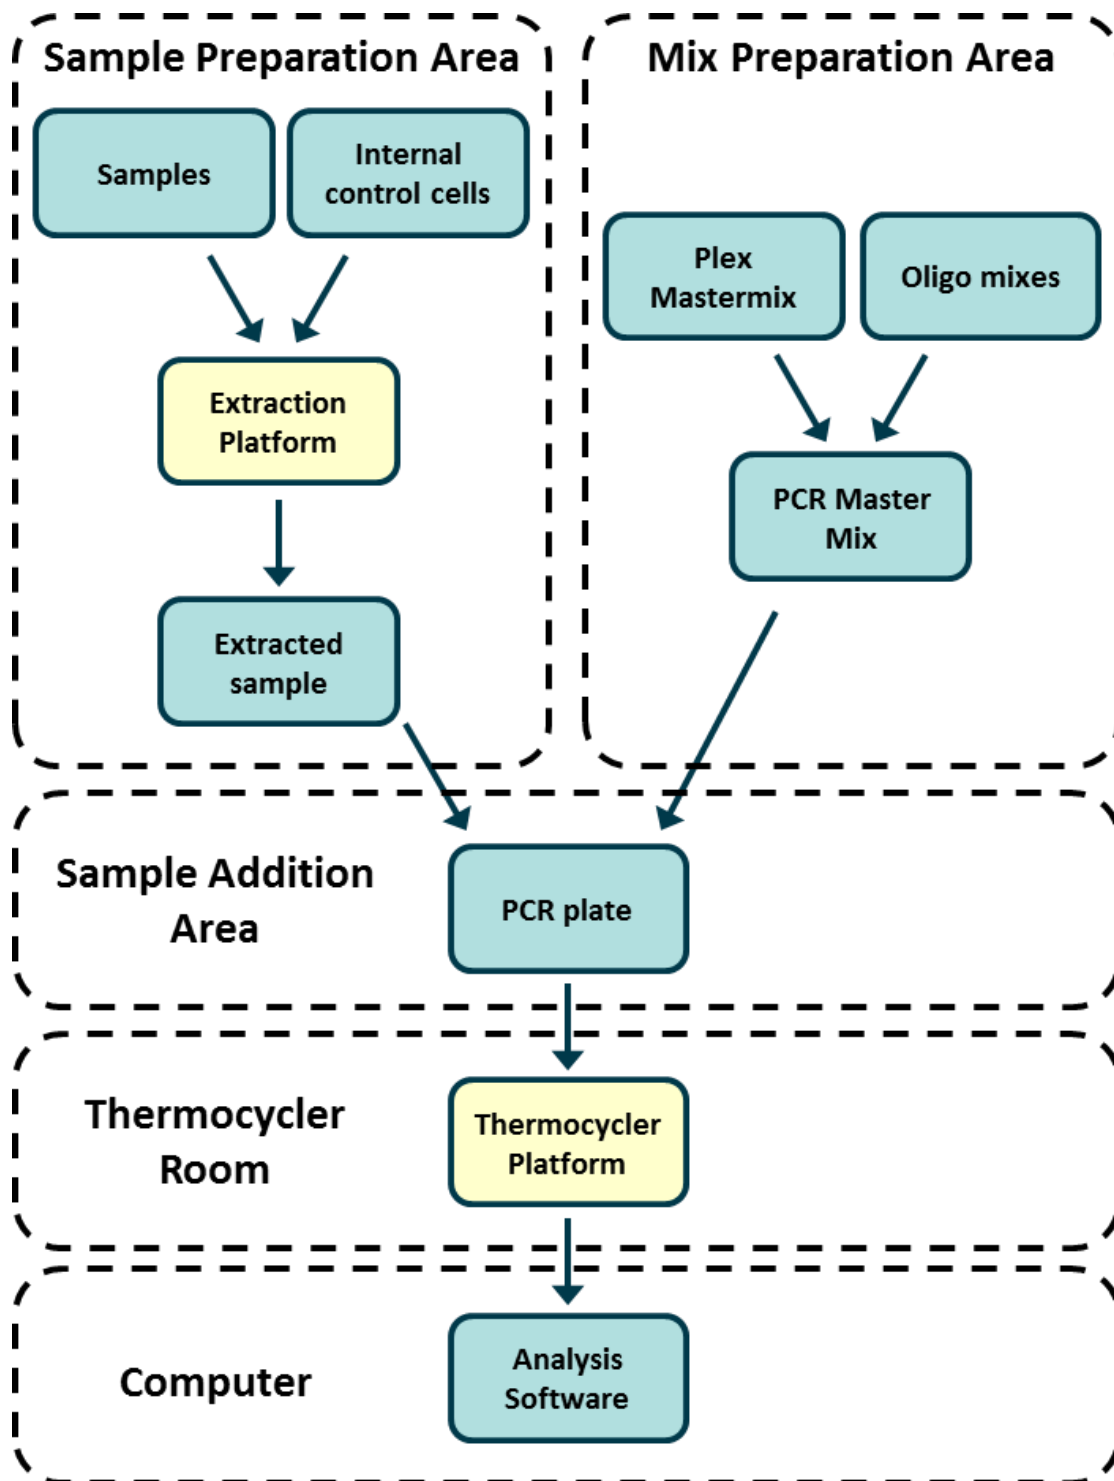 Sample Preparation Area
Samples
Internal
control cells
Extraction
Platform
Extracted
sample
Mix Preparation Area
Plex
Mastermix
Oligo mixes
PCR Master
Mix
Sample Addition
Area
PCR plate
Thermocycler
Room
Thermocycler
Platform
Computer
Analysis
Software